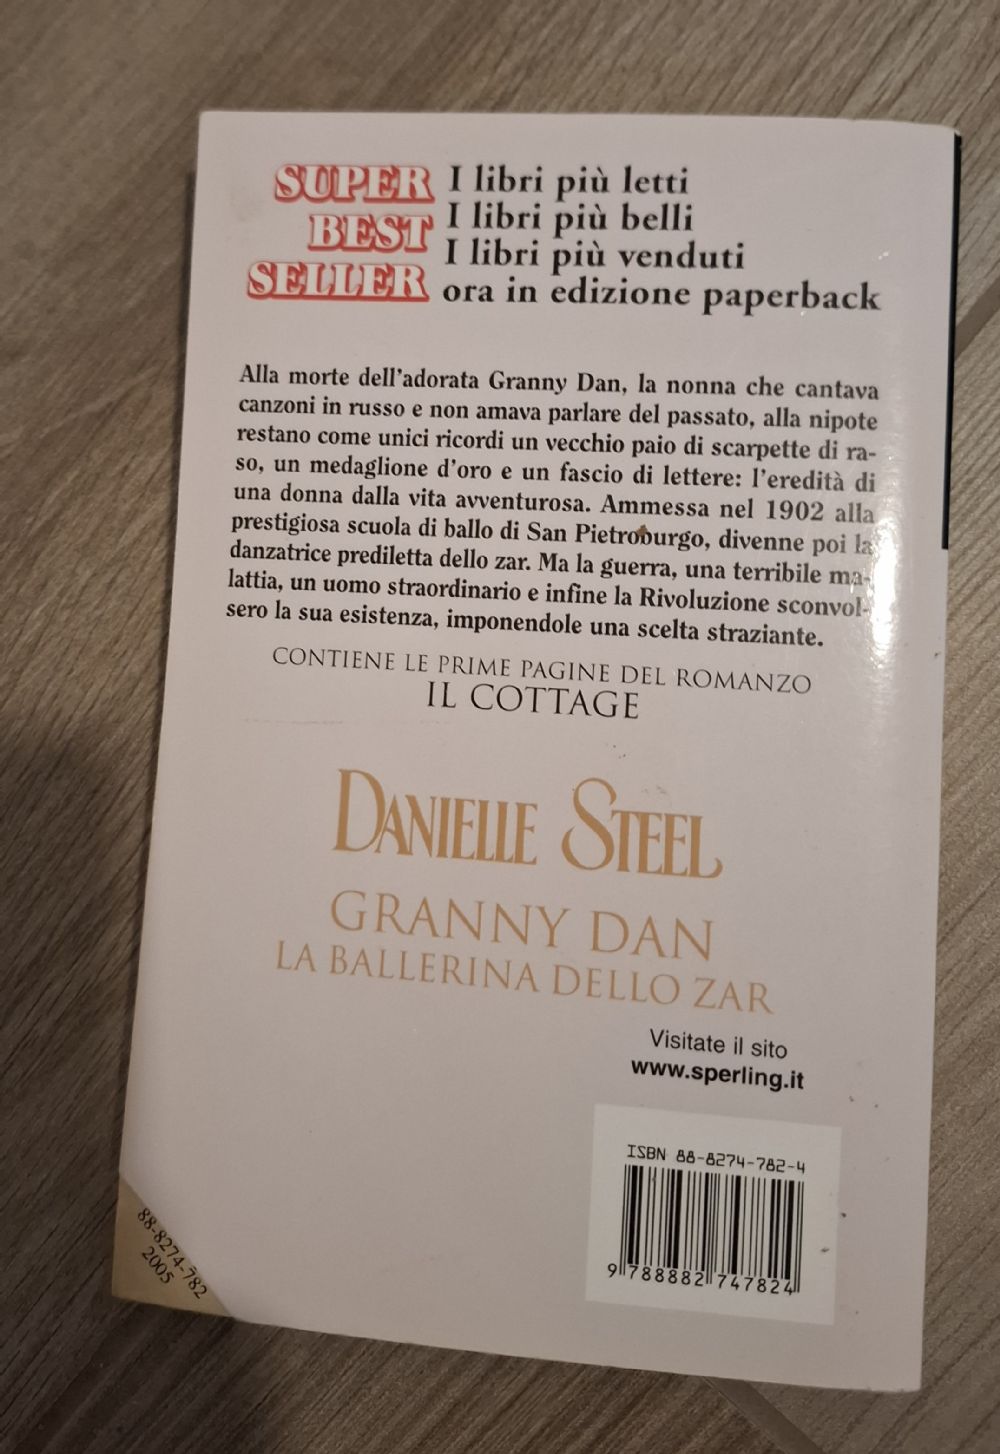 SUPER
BEST
SELLER
I libri più letti
I libri più belli
I libri più venduti
ora in edizione paperback
Alla morte dell'adorata Granny Dan, la nonna che cantava
canzoni in russo e non amava parlare del passato, alla nipote
restano come unici ricordi un vecchio paio di scarpette di ra-
so, un medaglione d'oro e un fascio di lettere: l'eredità di
una donna dalla vita avventurosa. Ammessa nel 1902 alla
prestigiosa scuola di ballo di San Pietroburgo, divenne poi la
danzatrice prediletta dello zar. Ma la guerra, una terribile ma-
lattia, un uomo straordinario e infine la Rivoluzione sconvol-
sero la sua esistenza, imponendole una scelta straziante.
CONTIENE LE PRIME PAGINE DEL ROMANZO
IL COTTAGE
DANIELLE STEEL
GRANNY DAN
LA BALLERINA DELLO ZAR
Visitate il sito
www.sperling.it
ISBN 88-8274-782-4
9 788882 747824
88-8274-782
2005